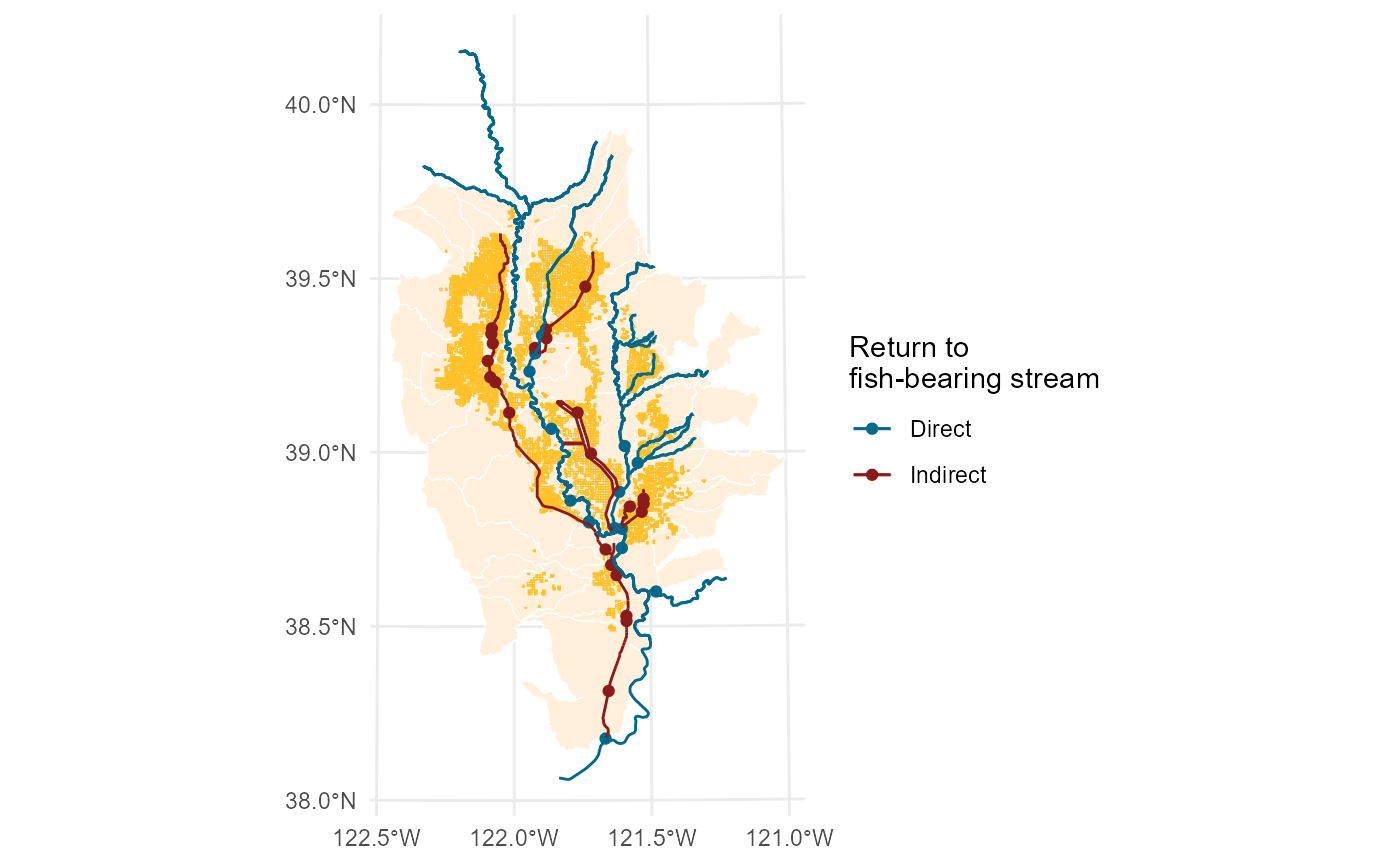 40.0°N
39.5°N
39.0°N
38.5°N
38.0°N
122.5°W
122.0°W
121.5°W
121.0°W
Return to
fish-bearing stream
Direct
Indirect